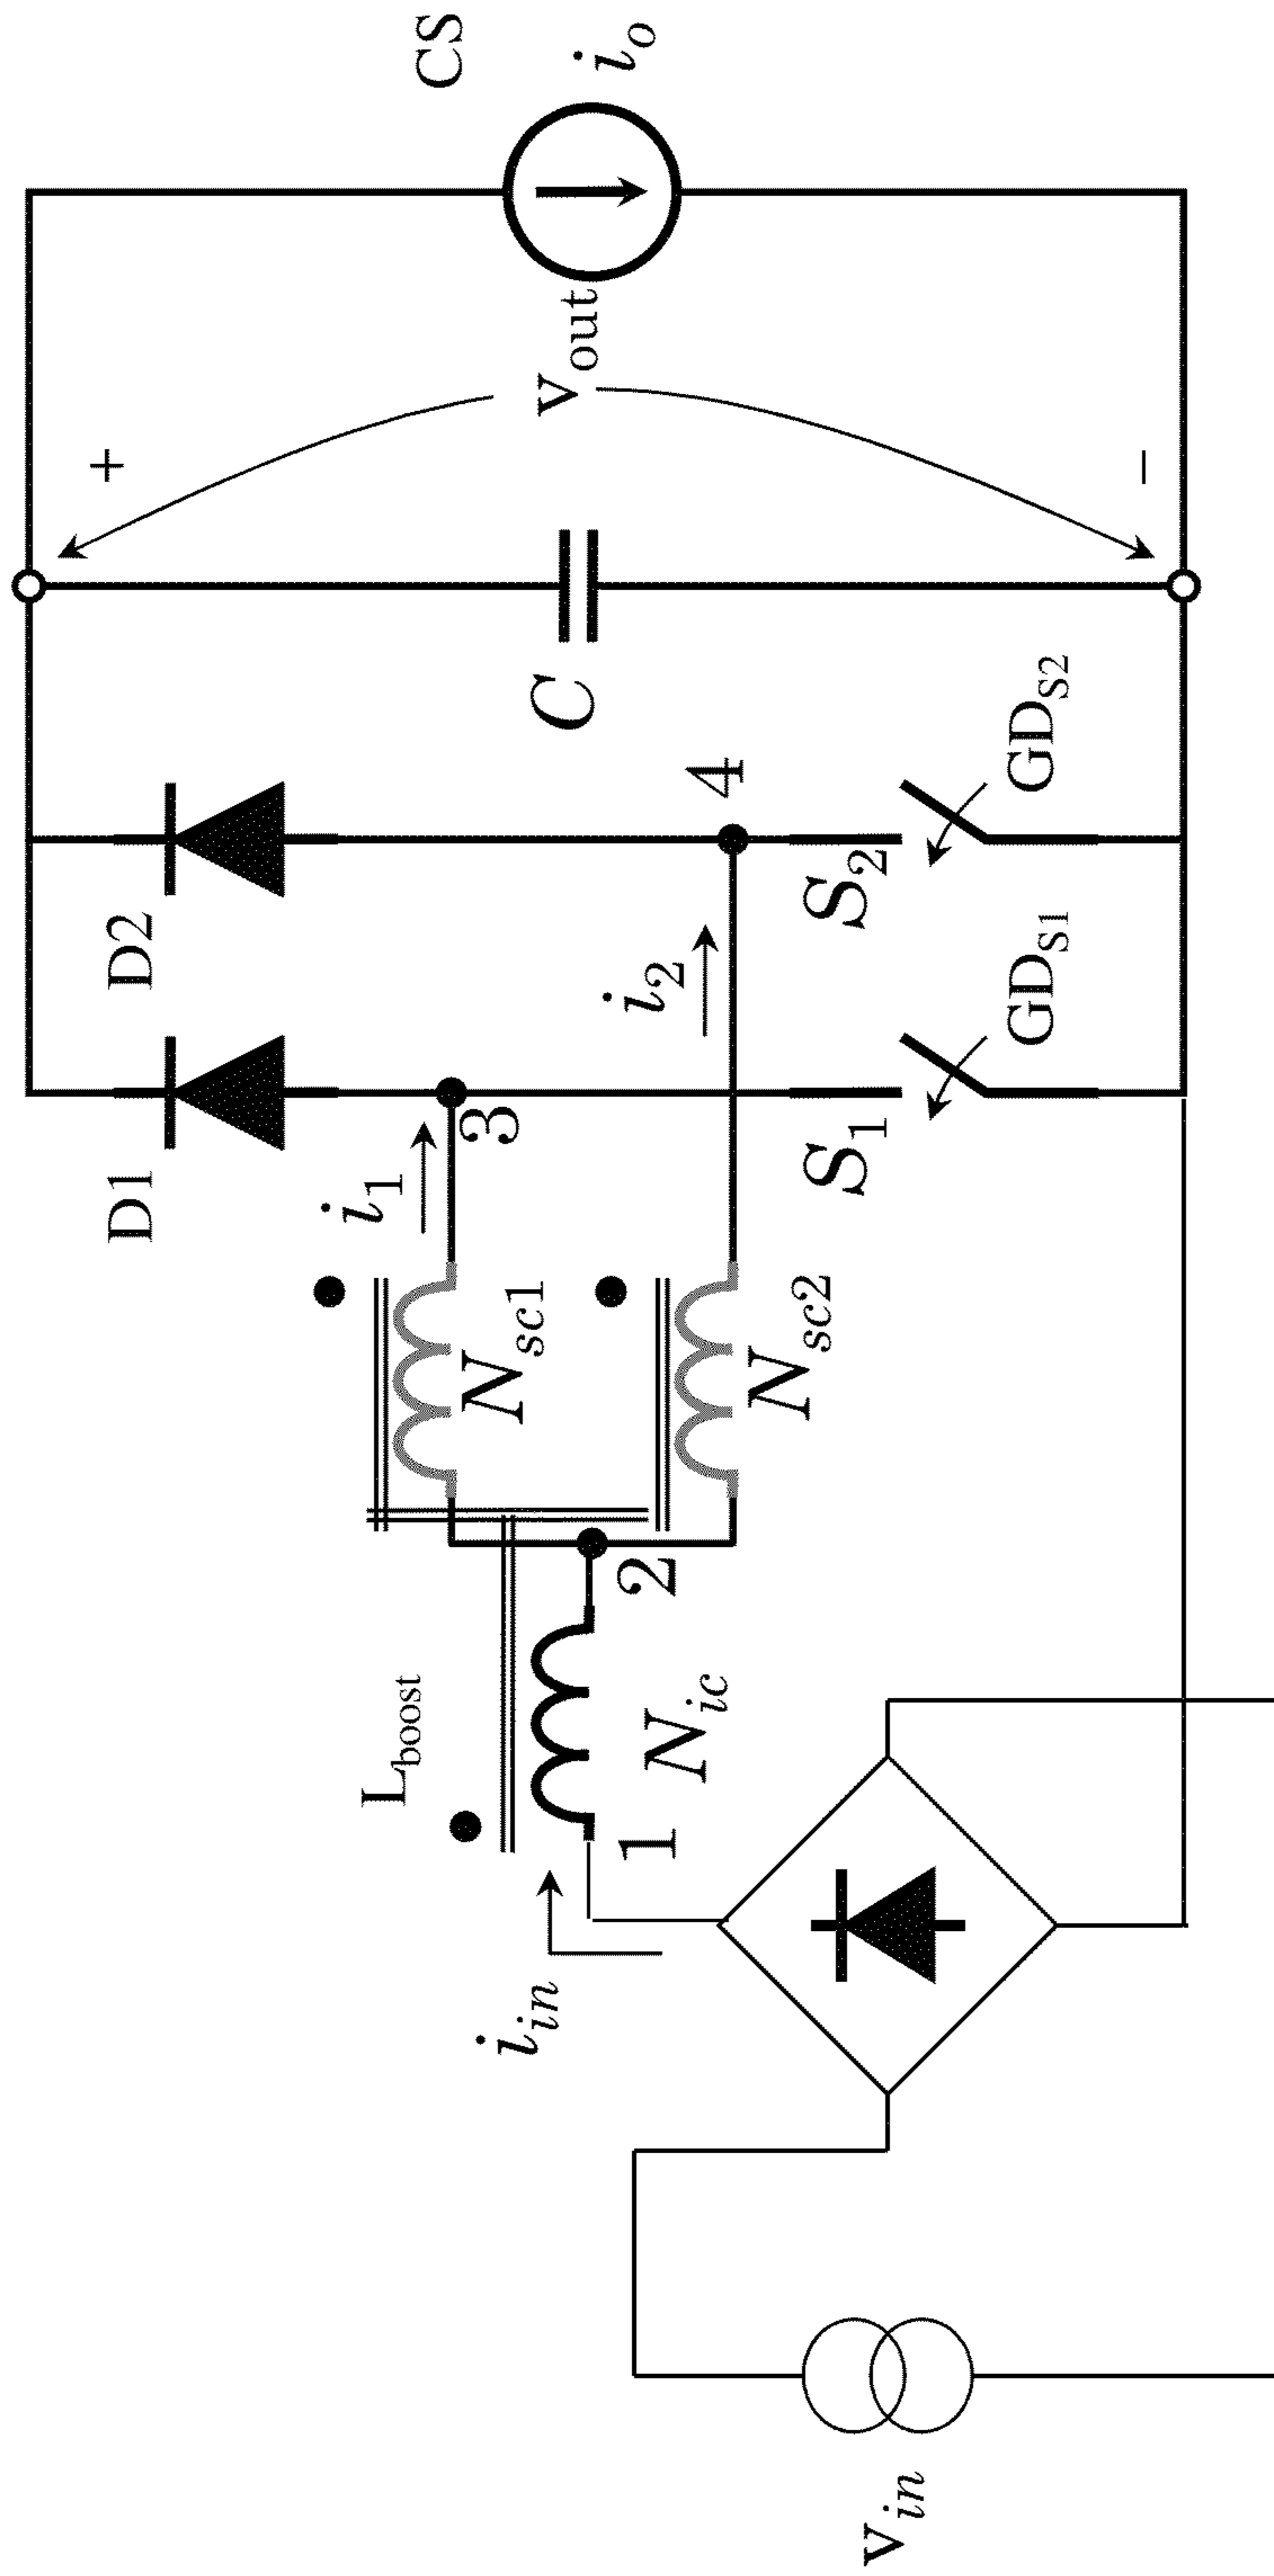 CS
i_o
+
v_out
−
C
D2
D1
4
S_2
GD_S2
i_2
i_1
3
S_1
GD_S1
N_sc1
N_sc2
2
L_boost
N_ic
1
i_in
v_in